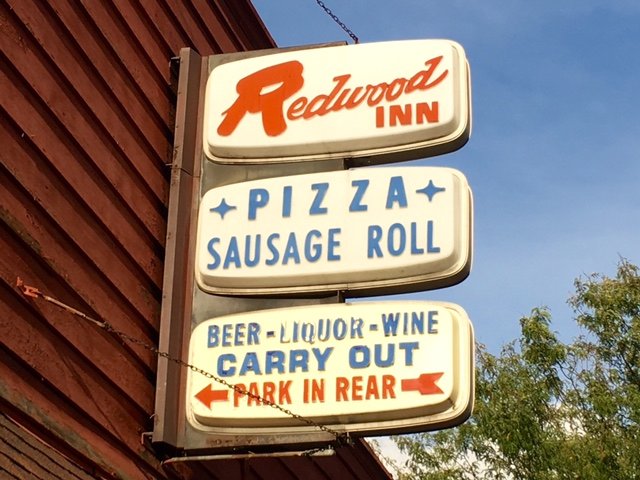 Redwood
INN
PIZZA
SAUSAGE ROLL
BEER-LIQUOR-WINE
CARRY OUT
PARK IN REAR